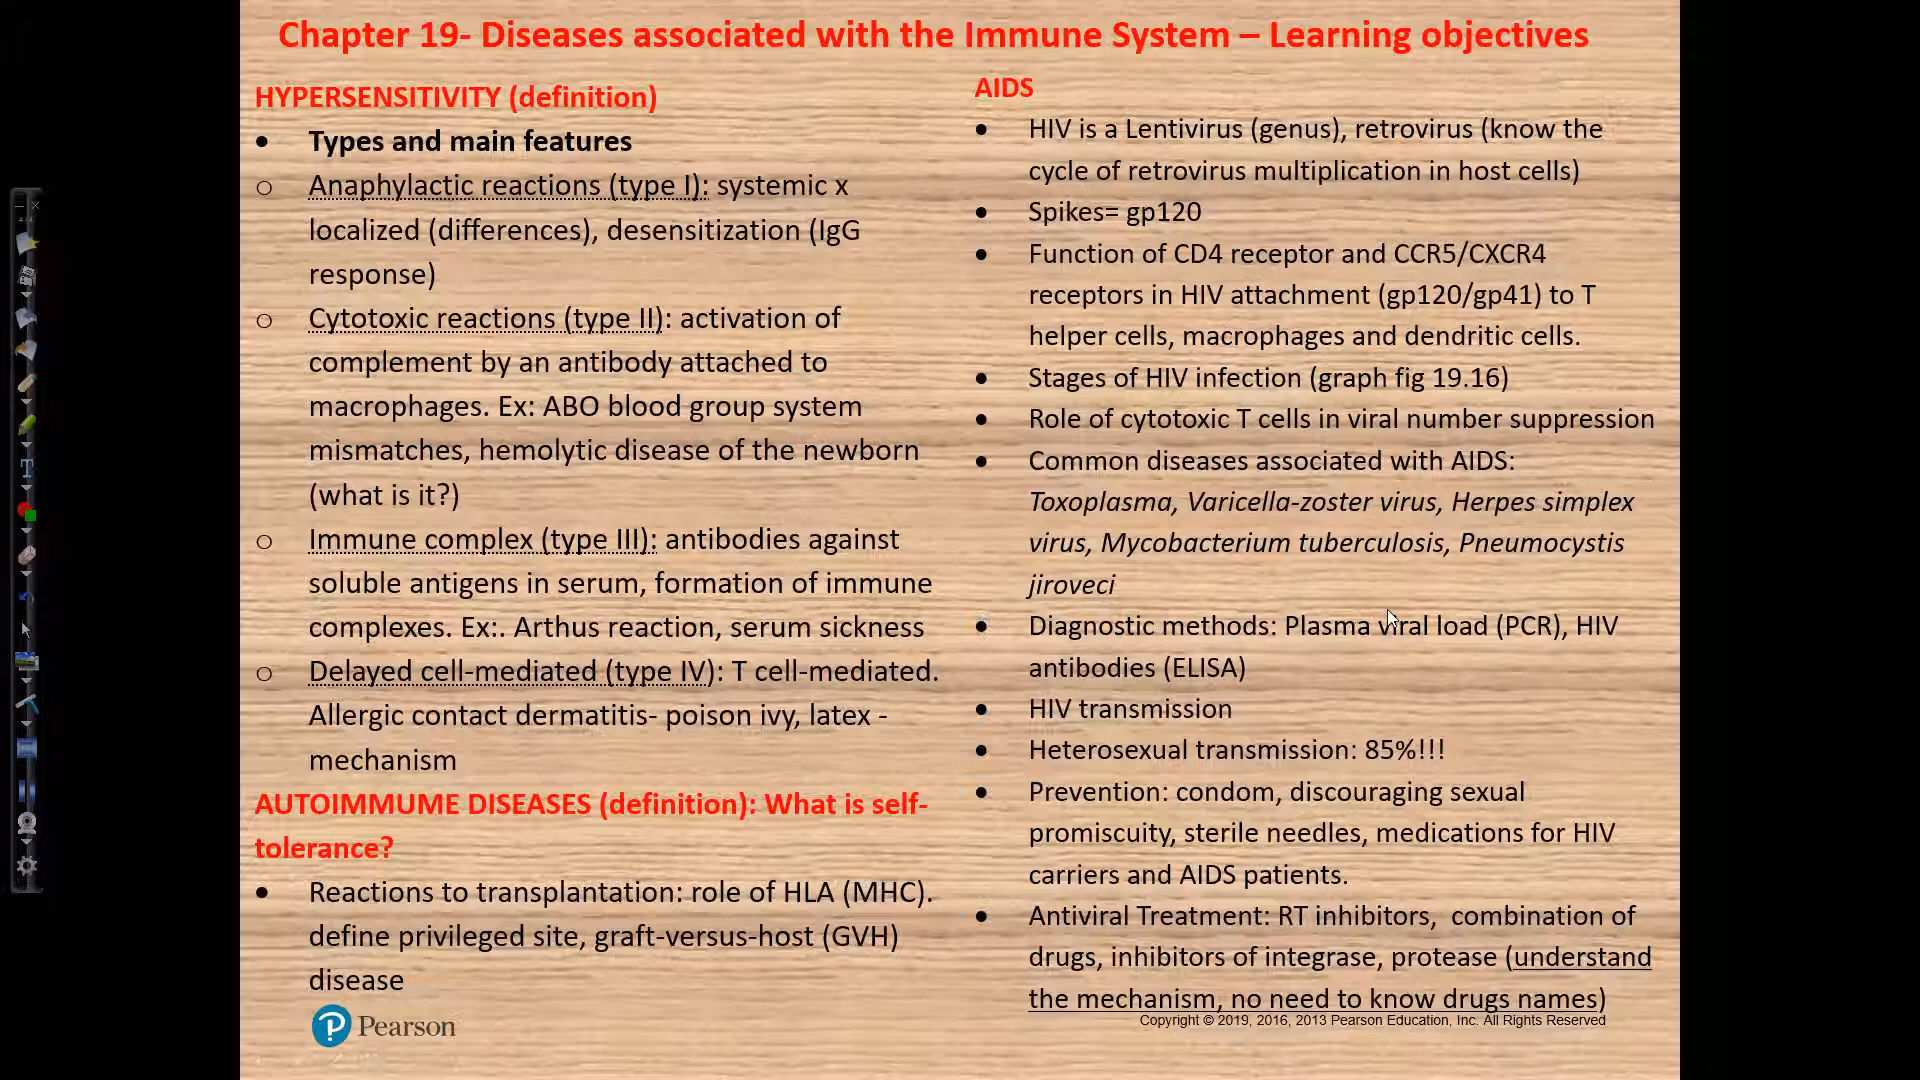 Chapter 19- Diseases associated with the Immune System – Learning objectives
HYPERSENSITIVITY (definition)
• Types and main features
o Anaphylactic reactions (type I): systemic x
localized (differences), desensitization (IgG
response)
o Cytotoxic reactions (type II): activation of
complement by an antibody attached to
macrophages. Ex: ABO blood group system
mismatches, hemolytic disease of the newborn
(what is it?)
o Immune complex (type III): antibodies against
soluble antigens in serum, formation of immune
complexes. Ex:. Arthus reaction, serum sickness
o Delayed cell-mediated (type IV): T cell-mediated.
Allergic contact dermatitis- poison ivy, latex -
mechanism
AUTOIMMUME DISEASES (definition): What is self-
tolerance?
• Reactions to transplantation: role of HLA (MHC).
define privileged site, graft-versus-host (GVH)
disease
AIDS
• HIV is a Lentivirus (genus), retrovirus (know the
cycle of retrovirus multiplication in host cells)
• Spikes= gp120
• Function of CD4 receptor and CCR5/CXCR4
receptors in HIV attachment (gp120/gp41) to T
helper cells, macrophages and dendritic cells.
• Stages of HIV infection (graph fig 19.16)
• Role of cytotoxic T cells in viral number suppression
• Common diseases associated with AIDS:
Toxoplasma, Varicella-zoster virus, Herpes simplex
virus, Mycobacterium tuberculosis, Pneumocystis
jiroveci
• Diagnostic methods: Plasma viral load (PCR), HIV
antibodies (ELISA)
• HIV transmission
• Heterosexual transmission: 85%!!!
• Prevention: condom, discouraging sexual
promiscuity, sterile needles, medications for HIV
carriers and AIDS patients.
• Antiviral Treatment: RT inhibitors, combination of
drugs, inhibitors of integrase, protease (understand
the mechanism, no need to know drugs names)
Pearson
Copyright © 2019, 2016, 2013 Pearson Education, Inc. All Rights Reserved